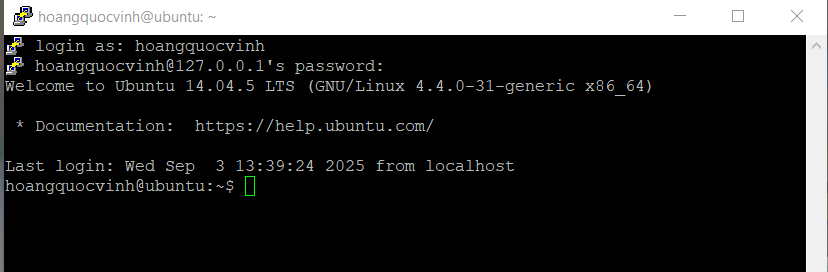 hoangquocvinh@ubuntu: ~
login as: hoangquocvinh
hoangquocvinh@127.0.0.1's password:
Welcome to Ubuntu 14.04.5 LTS (GNU/Linux 4.4.0-31-generic x86_64)
* Documentation:  https://help.ubuntu.com/
Last login: Wed Sep  3 13:39:24 2025 from localhost
hoangquocvinh@ubuntu:~$